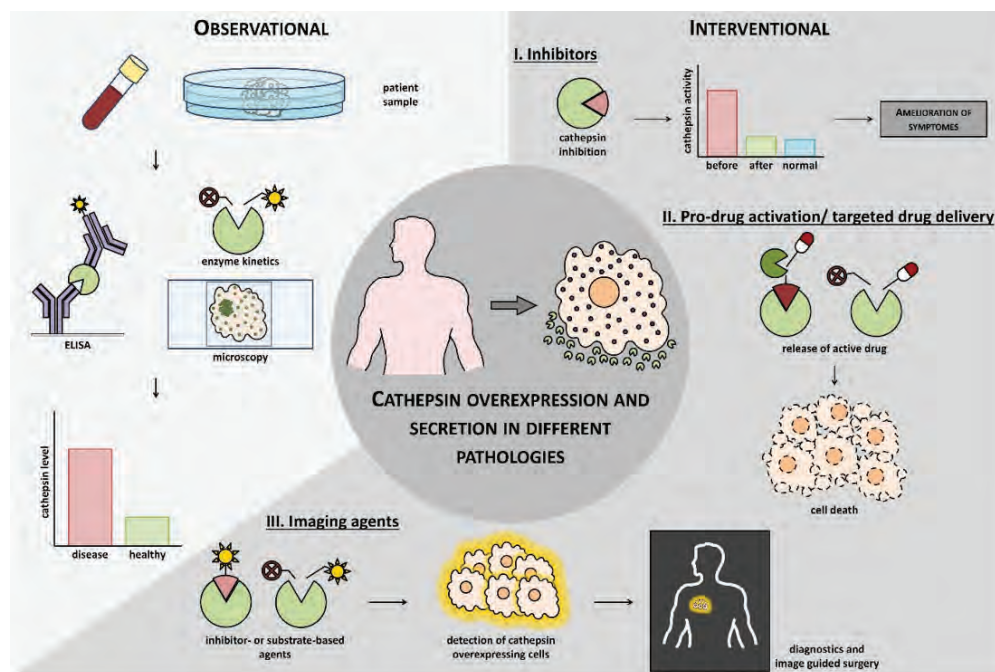 OBSERVATIONAL
patient
sample
enzyme kinetics
ELISA
microscopy
cathepsin level
disease
healthy
INTERVENTIONAL
I. Inhibitors
cathepsin
inhibition
cathepsin activity
before
after
normal
AMELIORATION OF
SYMPTOMES
II. Pro-drug activation/ targeted drug delivery
release of active drug
cell death
CATHEPSIN OVEREXPRESSION AND
SECRETION IN DIFFERENT
PATHOLOGIES
III. Imaging agents
inhibitor- or substrate-based
agents
detection of cathepsin
overexpressing cells
diagnostics and
image guided surgery